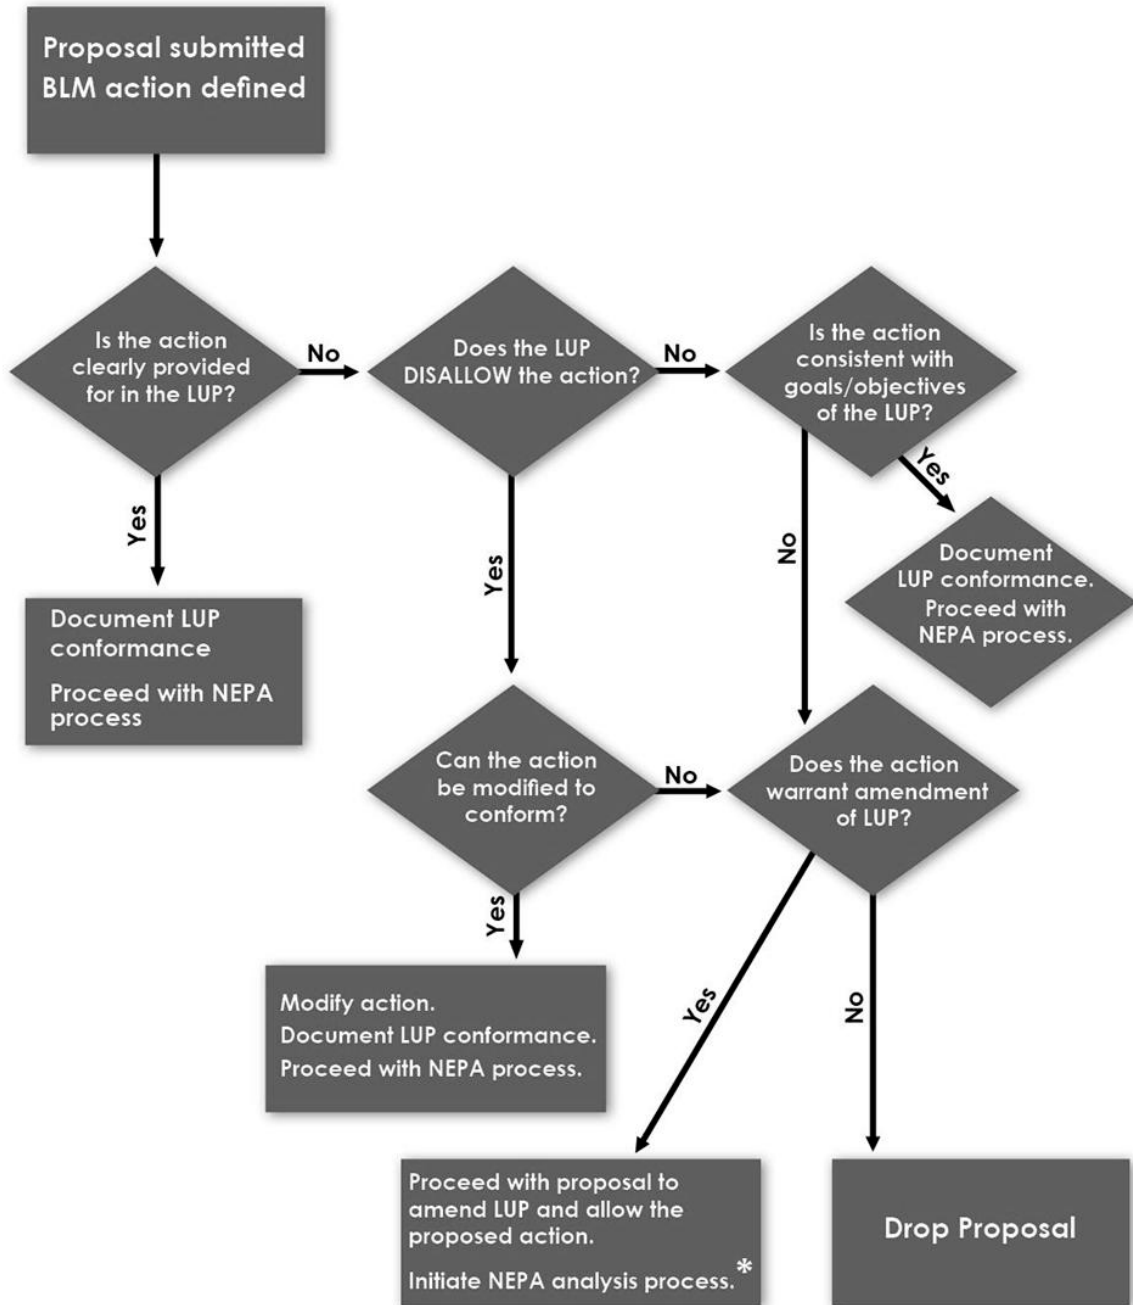 Proposal submitted
BLM action defined
Is the action
clearly provided
for in the LUP?
No
Does the LUP
DISALLOW the action?
No
Is the action
consistent with
goals/objectives
of the LUP?
Yes
Yes
No
Yes
Document
LUP conformance.
Proceed with
NEPA process.
Document LUP
conformance
Proceed with NEPA
process
Can the action
be modified to
conform?
No
Does the action
warrant amendment
of LUP?
Yes
Yes
No
Modify action.
Document LUP conformance.
Proceed with NEPA process.
Proceed with proposal to
amend LUP and allow the
proposed action.
Initiate NEPA analysis process.*
Drop Proposal